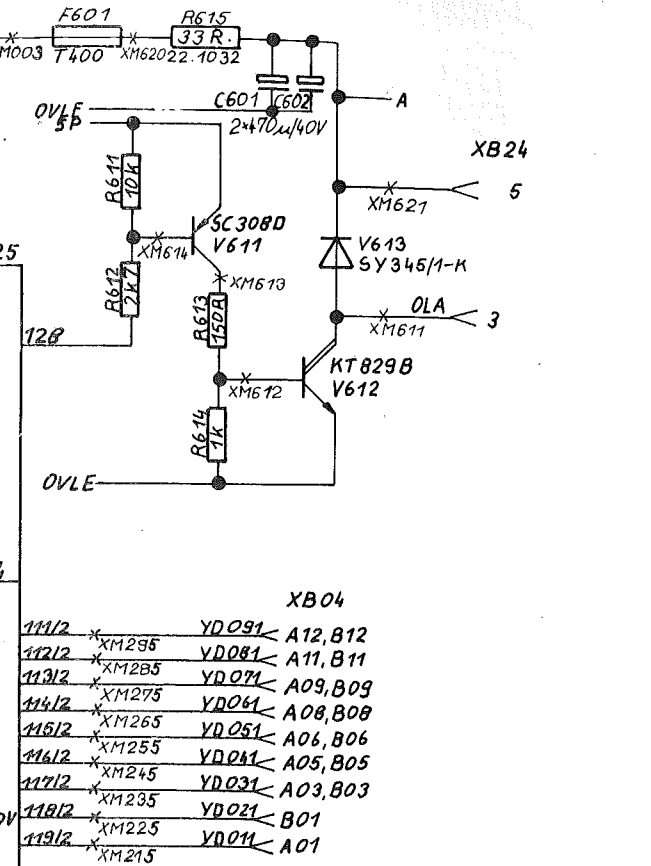 F601
R615
33R.
XM003
T400
XM620
22.1032
C601
C602
OVLE
5P
2×470µ/40V
A
XB24
R611
10k
XM621
5
SC308D
V611
XM614
V613
SY345/1-K
25
R612
2k7
XM613
R613
150R
OLA
XM611
3
128
KT829B
V612
XM612
R614
1k
OVLE
XB04
111/2 XM295 YD091 A12,B12
112/2 XM285 YD081 A11,B11
113/2 XM275 YD071 A09,B09
114/2 XM265 YD061 A08,B08
115/2 XM255 YD051 A06,B06
116/2 XM245 YD041 A05,B05
117/2 XM235 YD031 A03,B03
118/2 XM225 YD021 B01
119/2 XM215 YD011 A01